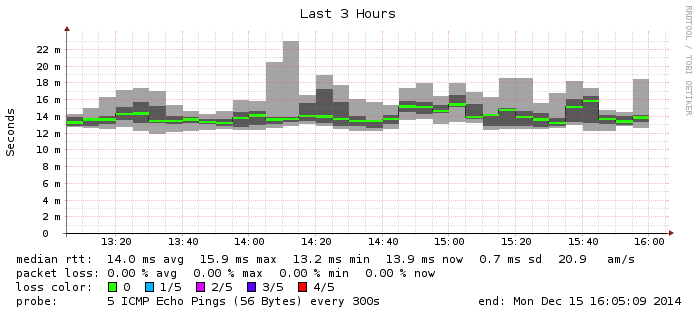 Last 3 Hours
RRDTOOL / TOBI OETIKER
Seconds
22 m
20 m
18 m
16 m
14 m
12 m
10 m
8 m
6 m
4 m
2 m
0
13:20 13:40 14:00 14:20 14:40 15:00 15:20 15:40 16:00
median rtt: 14.0 ms avg 15.9 ms max 13.2 ms min 13.9 ms now 0.7 ms sd 20.9 am/s
packet loss: 0.00 % avg 0.00 % max 0.00 % min 0.00 % now
loss color: 0 1/5 2/5 3/5 4/5
probe: 5 ICMP Echo Pings (56 Bytes) every 300s end: Mon Dec 15 16:05:09 2014